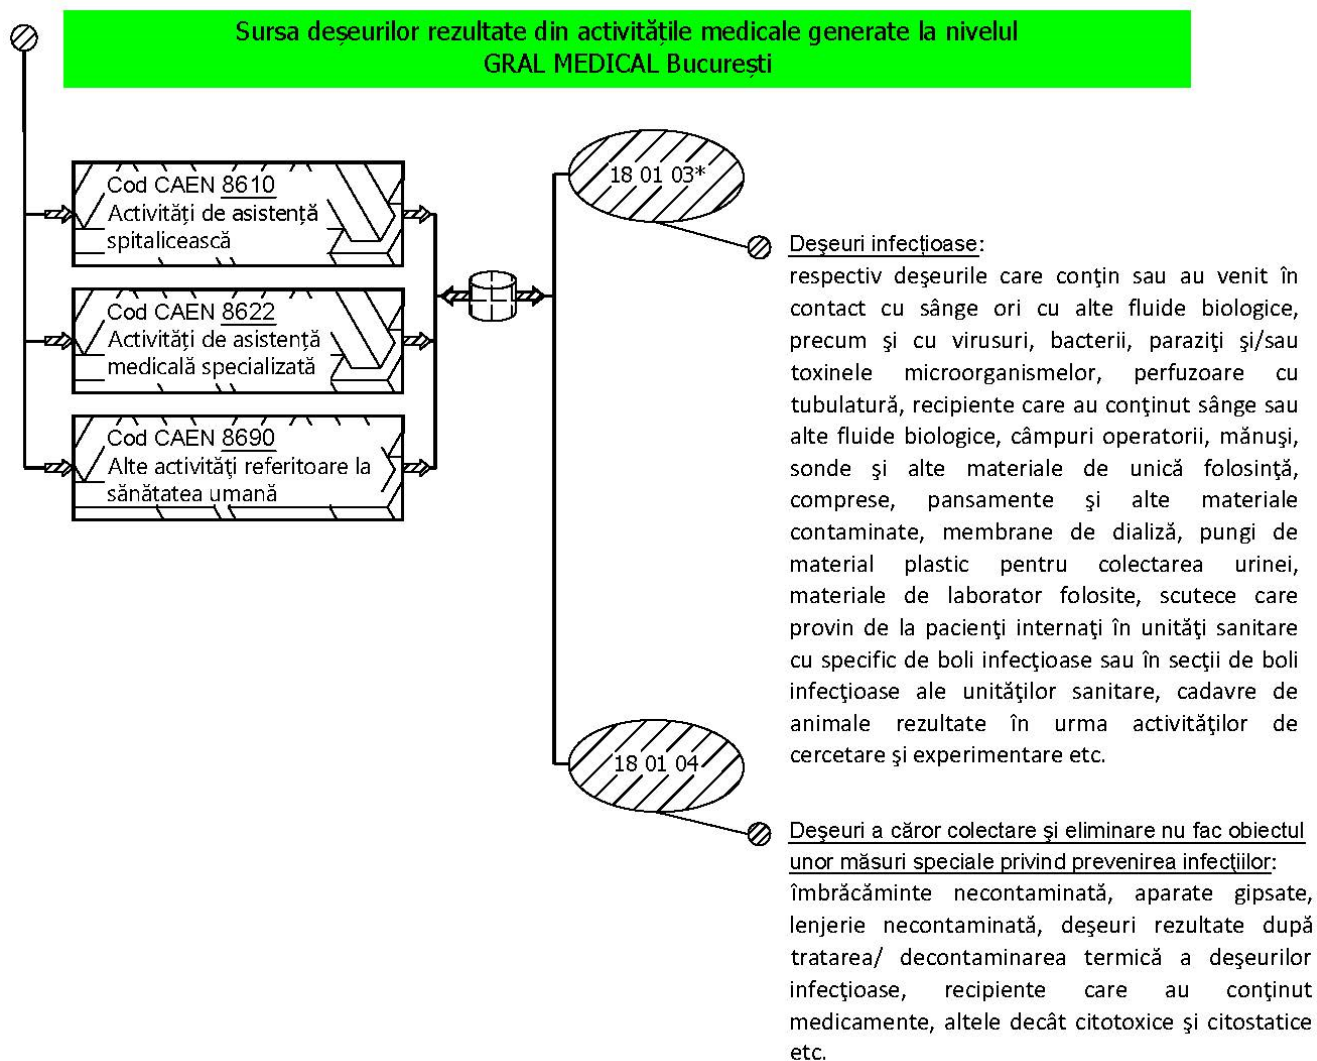 Sursa deșeurilor rezultate din activitățile medicale generate la nivelul
GRAL MEDICAL București
Cod CAEN 8610
Activități de asistență
spitalicească
Cod CAEN 8622
Activități de asistență
medicală specializată
Cod CAEN 8690
Alte activități referitoare la
sănătatea umană
18 01 03*
Deşeuri infecţioase:
respectiv deşeurile care conţin sau au venit în
contact cu sânge ori cu alte fluide biologice,
precum şi cu virusuri, bacterii, paraziţi şi/sau
toxinele microorganismelor, perfuzoare cu
tubulatură, recipiente care au conţinut sânge sau
alte fluide biologice, câmpuri operatorii, mănuşi,
sonde şi alte materiale de unică folosinţă,
comprese, pansamente şi alte materiale
contaminate, membrane de dializă, pungi de
material plastic pentru colectarea urinei,
materiale de laborator folosite, scutece care
provin de la pacienţi internaţi în unităţi sanitare
cu specific de boli infecţioase sau în secţii de boli
infecţioase ale unităţilor sanitare, cadavre de
animale rezultate în urma activităţilor de
cercetare şi experimentare etc.
18 01 04
Deşeuri a căror colectare şi eliminare nu fac obiectul
unor măsuri speciale privind prevenirea infecţiilor:
îmbrăcăminte necontaminată, aparate gipsate,
lenjerie necontaminată, deşeuri rezultate după
tratarea/ decontaminarea termică a deşeurilor
infecţioase, recipiente care au conţinut
medicamente, altele decât citotoxice şi citostatice
etc.